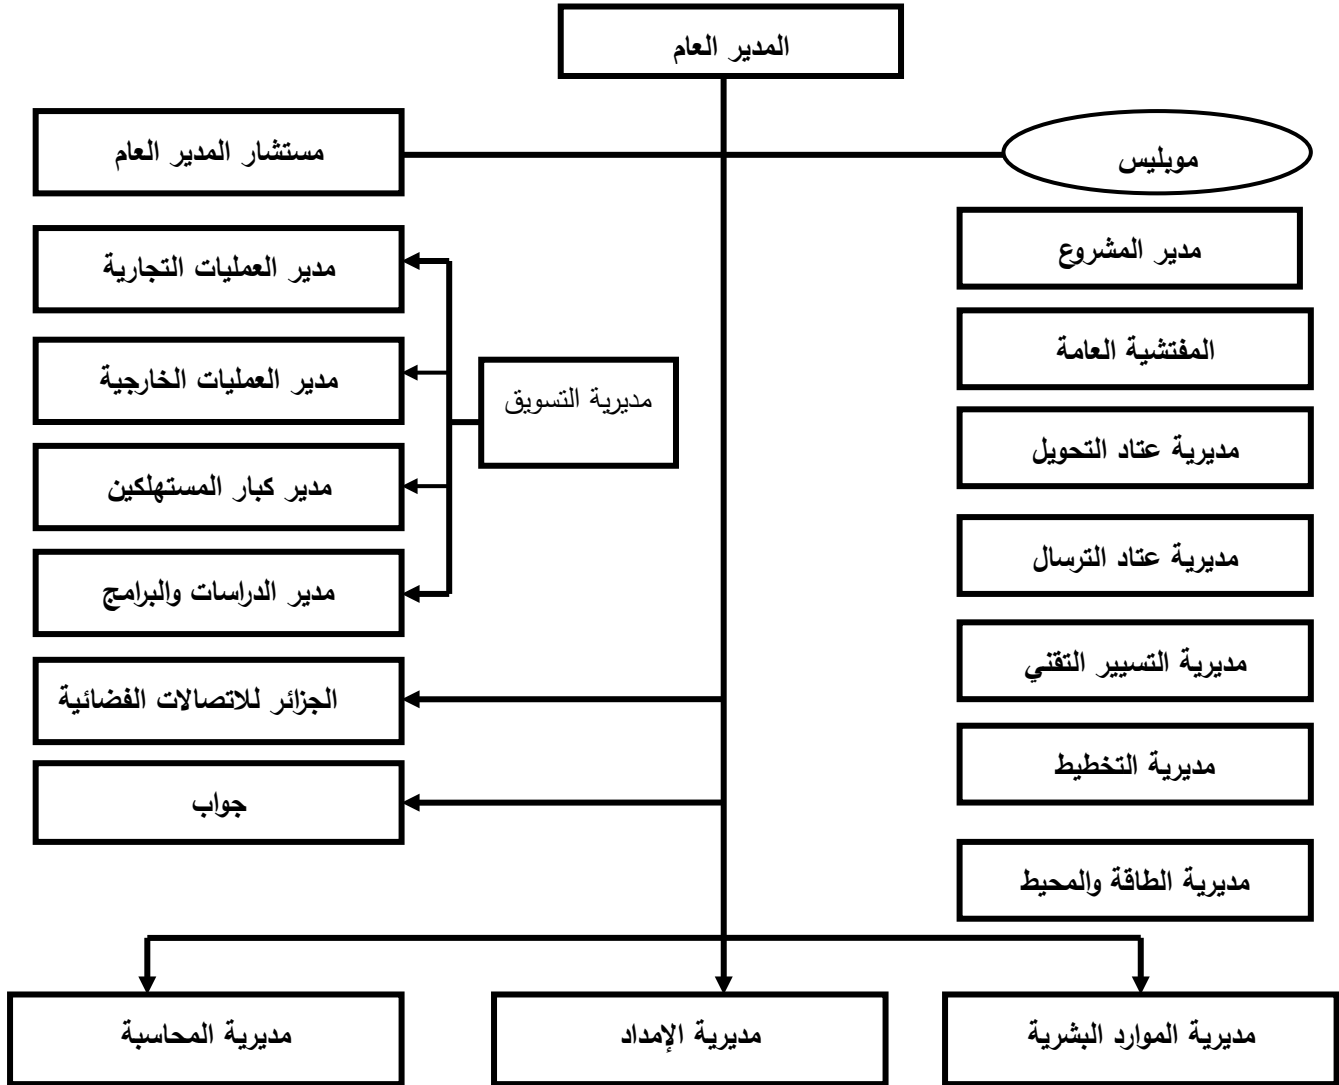 المدير العام
موبليس
مستشار المدير العام
مدير المشروع
مدير العمليات التجارية
المفتشية العامة
مدير العمليات الخارجية
مديرية التسويق
مديرية عتاد التحويل
مدير كبار المستهلكين
مديرية عتاد الترسال
مدير الدراسات والبرامج
مديرية التسيير التقني
الجزائر للاتصالات الفضائية
مديرية التخطيط
جواب
مديرية الطاقة والمحيط
مديرية الموارد البشرية
مديرية الإمداد
مديرية المحاسبة